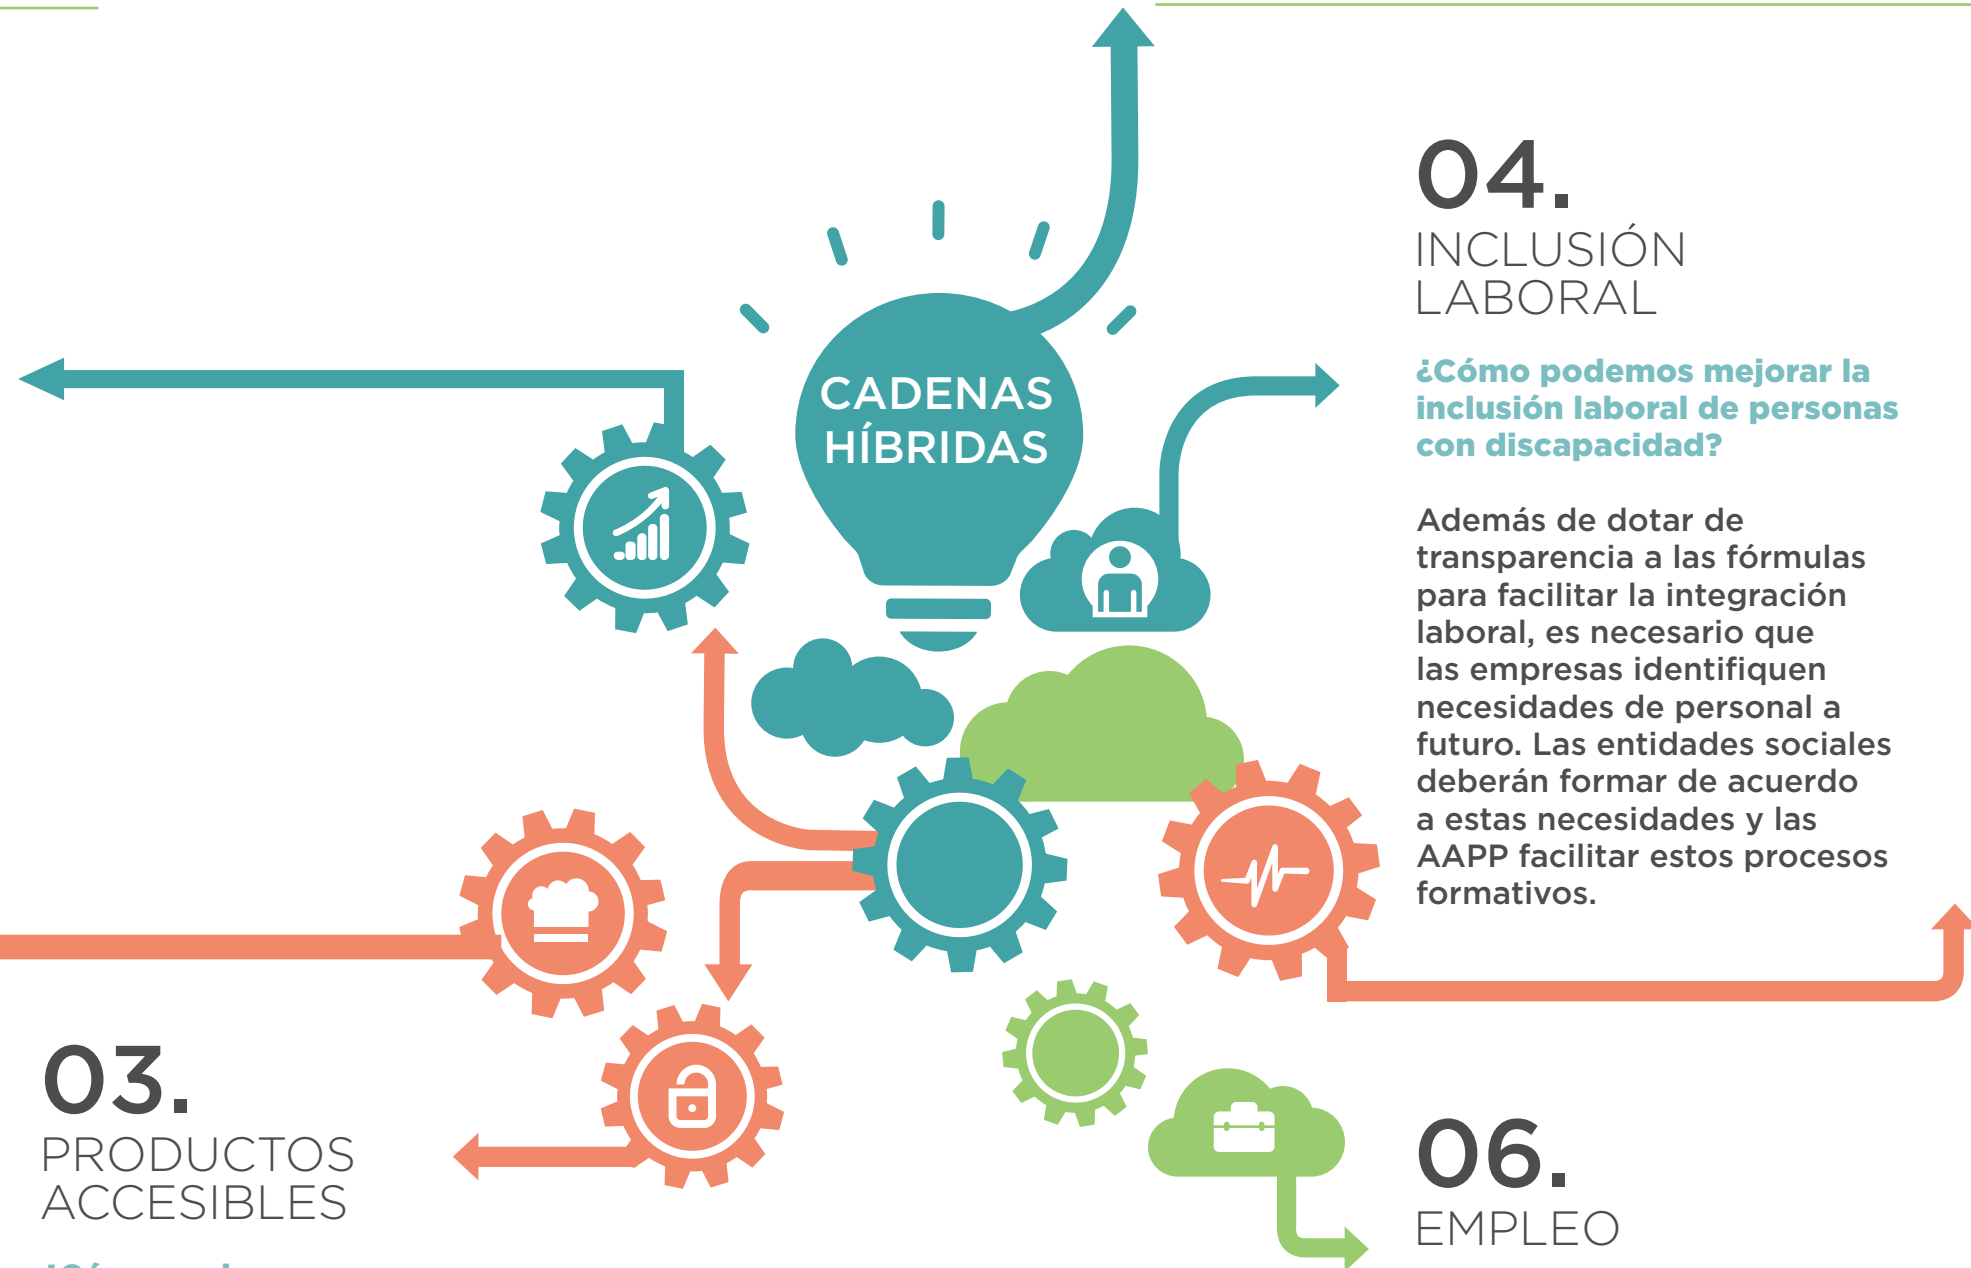 CADENAS
HÍBRIDAS
04.
INCLUSIÓN
LABORAL
¿Cómo podemos mejorar la
inclusión laboral de personas
con discapacidad?
Además de dotar de
transparencia a las fórmulas
para facilitar la integración
laboral, es necesario que
las empresas identifiquen
necesidades de personal a
futuro. Las entidades sociales
deberán formar de acuerdo
a estas necesidades y las
AAPP facilitar estos procesos
formativos.
03.
PRODUCTOS
ACCESIBLES
06.
EMPLEO